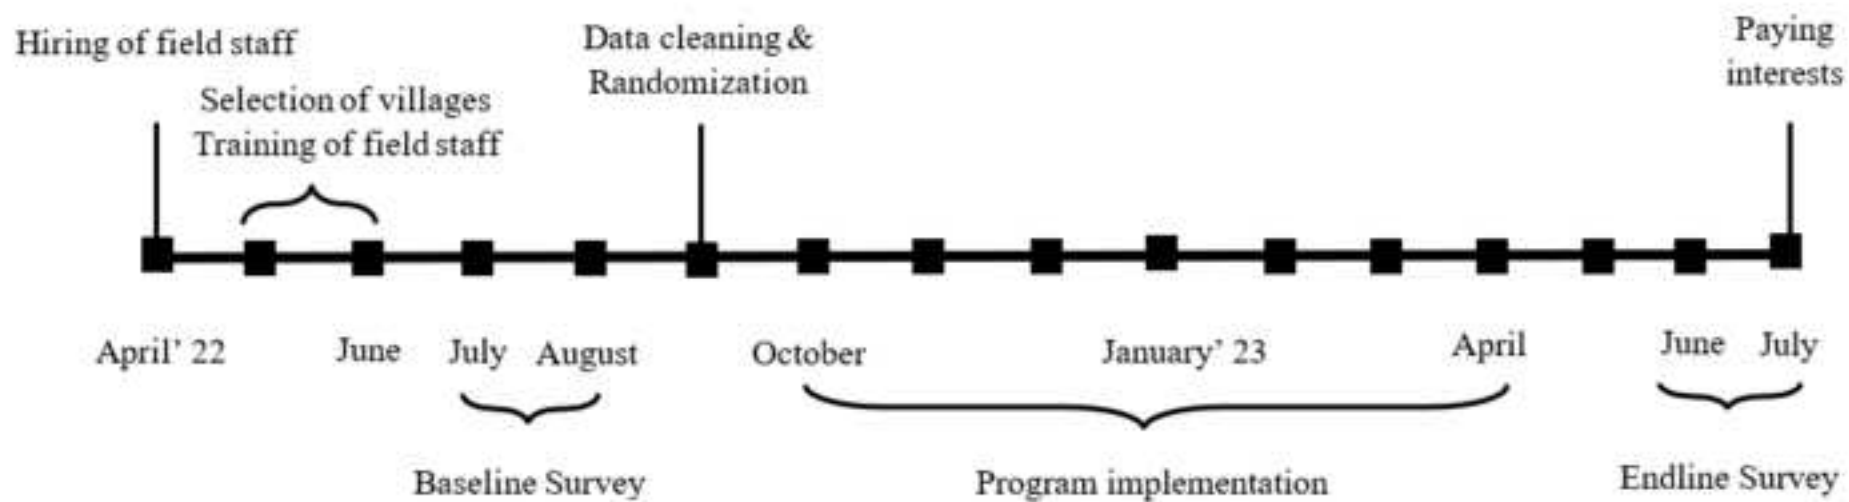 Hiring of field staff
Selection of villages
Training of field staff
Data cleaning &
Randomization
Paying
interests
April’ 22
June
July
August
October
January’ 23
April
June
July
Baseline Survey
Program implementation
Endline Survey